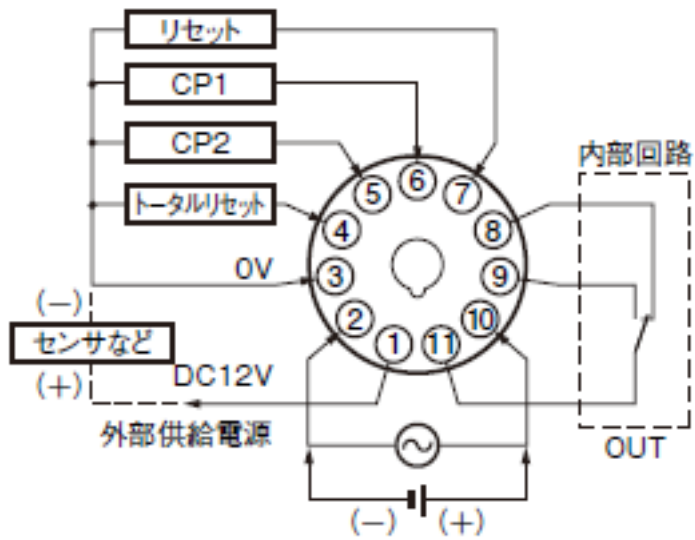 リセット
CP1
CP2
トータルリセット
内部回路
5
6
7
4
8
3
9
2
10
1
11
0V
(−)
センサなど
(+)
DC12V
外部供給電源
OUT
(−)
(+)